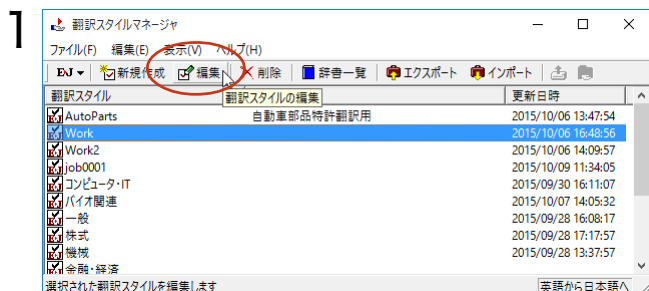 1
翻訳スタイルマネージャ
ファイル(F) 編集(E) 表示(V) ヘルプ(H)
EJ 新規作成 編集 削除 辞書一覧 エクスポート インポート
翻訳スタイル 翻訳スタイルの編集 更新日時
AutoParts 自動車部品特許翻訳用 2015/10/06 13:47:54
Work 2015/10/06 16:48:56
Work2 2015/10/06 14:09:57
job0001 2015/10/09 11:34:05
コンピュータ・IT 2015/09/30 16:11:07
バイオ関連 2015/10/07 14:05:32
一般 2015/09/28 16:08:17
株式 2015/09/28 17:17:57
機械 2015/09/28 13:37:57
金融・経済
選択された翻訳スタイルを編集します 英語から日本語へ